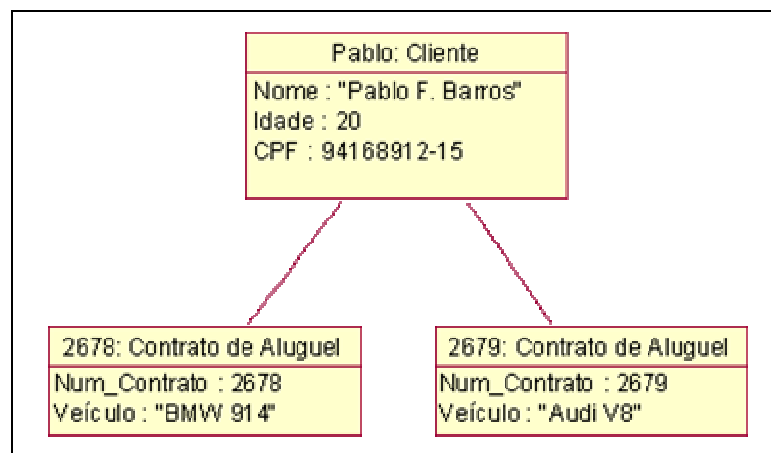 Pablo: Cliente
Nome : "Pablo F. Barros"
Idade : 20
CPF : 94168912-15
2678: Contrato de Aluguel
Num_Contrato : 2678
Veículo : "BMW 914"
2679: Contrato de Aluguel
Num_Contrato : 2679
Veículo : "Audi V8"